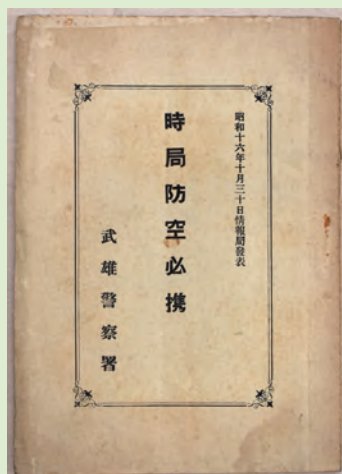 昭和十六年十月三十日情報局發表
時局防空必携
武雄警察署